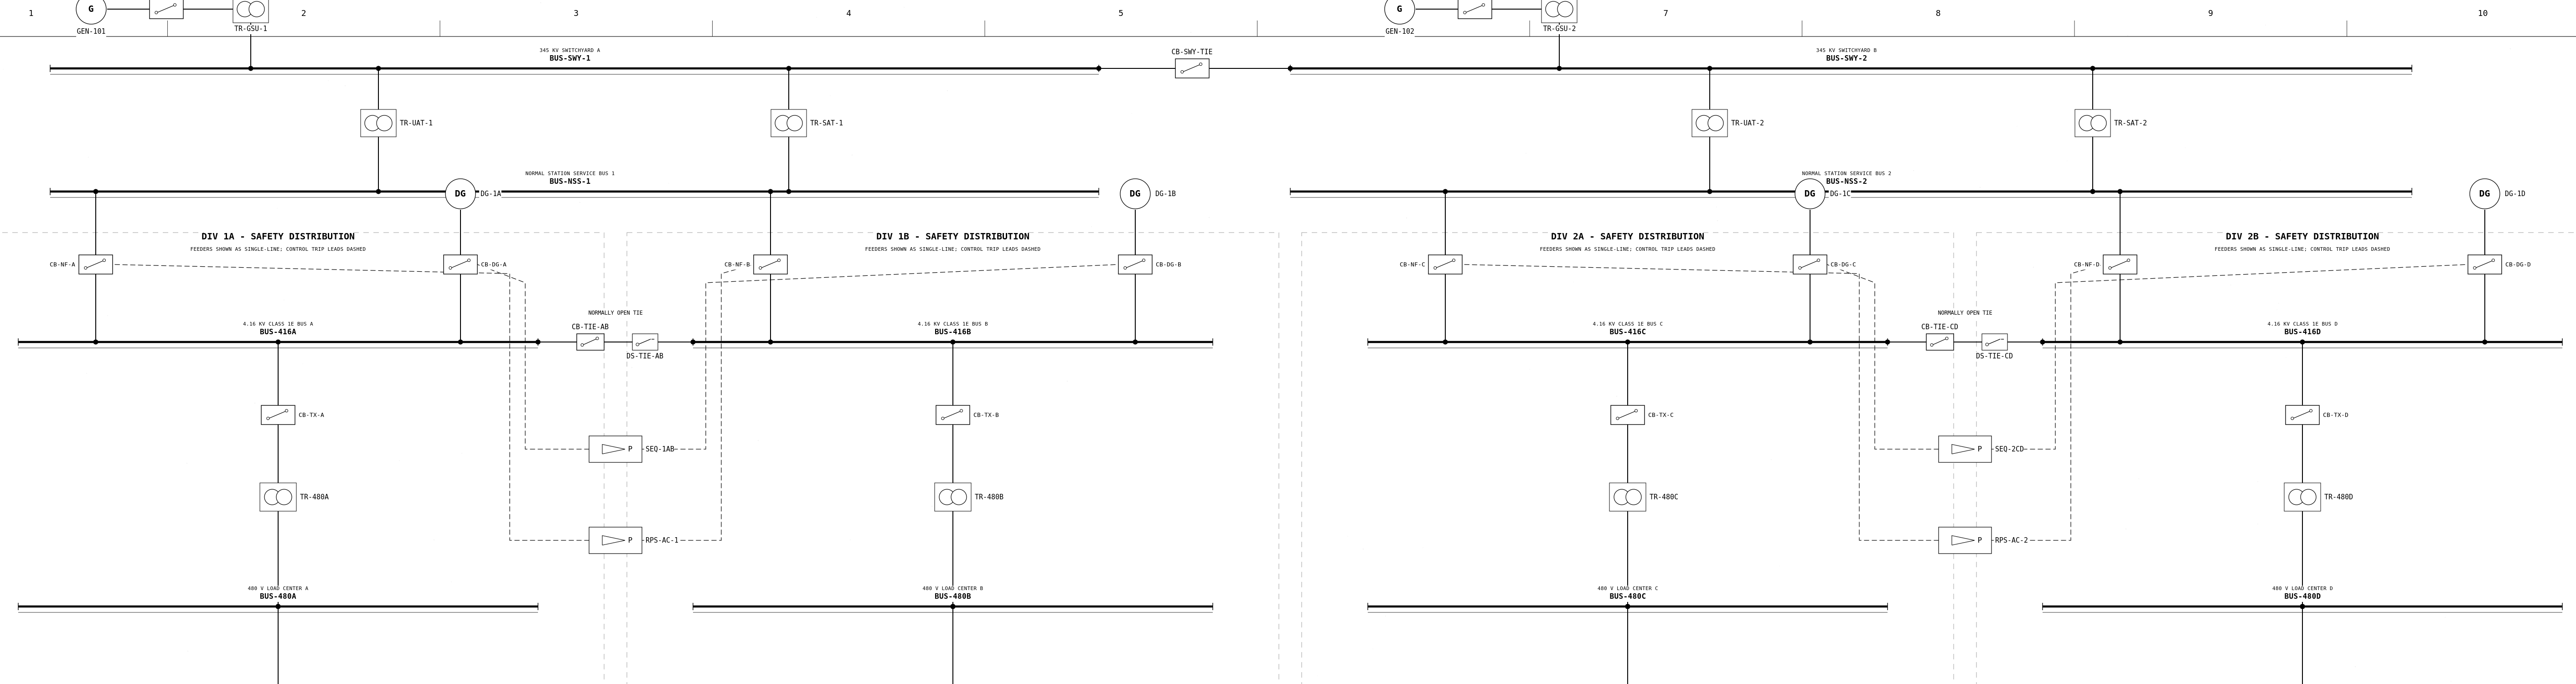 1 2 3 4 5 7 8 9 10
G G
GEN-101 TR-GSU-1 GEN-102 TR-GSU-2
345 KV SWITCHYARD A
BUS-SWY-1
CB-SWY-TIE
345 KV SWITCHYARD B
BUS-SWY-2
TR-UAT-1 TR-SAT-1 TR-UAT-2 TR-SAT-2
NORMAL STATION SERVICE BUS 1
BUS-NSS-1
NORMAL STATION SERVICE BUS 2
BUS-NSS-2
DG DG-1A DG DG-1B DG DG-1C DG DG-1D
DIV 1A - SAFETY DISTRIBUTION
FEEDERS SHOWN AS SINGLE-LINE; CONTROL TRIP LEADS DASHED
DIV 1B - SAFETY DISTRIBUTION
FEEDERS SHOWN AS SINGLE-LINE; CONTROL TRIP LEADS DASHED
DIV 2A - SAFETY DISTRIBUTION
FEEDERS SHOWN AS SINGLE-LINE; CONTROL TRIP LEADS DASHED
DIV 2B - SAFETY DISTRIBUTION
FEEDERS SHOWN AS SINGLE-LINE; CONTROL TRIP LEADS DASHED
CB-NF-A CB-DG-A CB-NF-B CB-DG-B CB-NF-C CB-DG-C CB-NF-D CB-DG-D
NORMALLY OPEN TIE NORMALLY OPEN TIE
4.16 KV CLASS 1E BUS A
BUS-416A
CB-TIE-AB
DS-TIE-AB
4.16 KV CLASS 1E BUS B
BUS-416B
4.16 KV CLASS 1E BUS C
BUS-416C
CB-TIE-CD
DS-TIE-CD
4.16 KV CLASS 1E BUS D
BUS-416D
CB-TX-A CB-TX-B CB-TX-C CB-TX-D
P SEQ-1AB P SEQ-2CD
TR-480A TR-480B TR-480C TR-480D
P RPS-AC-1 P RPS-AC-2
480 V LOAD CENTER A
BUS-480A
480 V LOAD CENTER B
BUS-480B
480 V LOAD CENTER C
BUS-480C
480 V LOAD CENTER D
BUS-480D